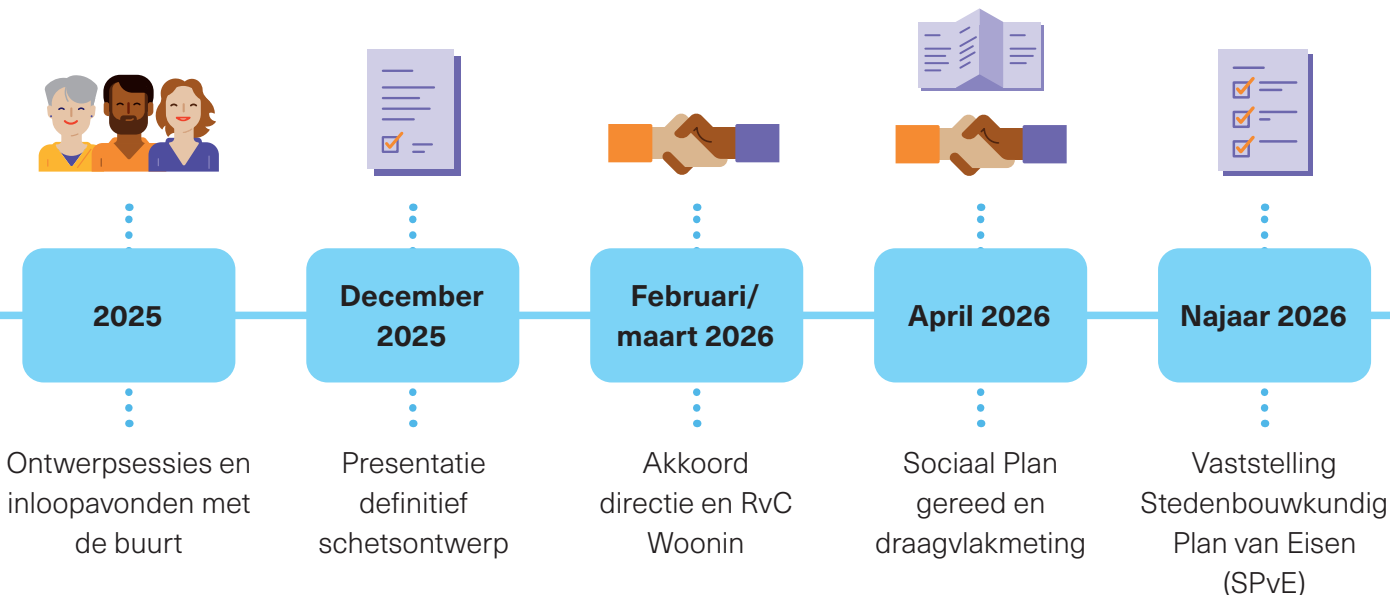 2025
December
2025
Februari/
maart 2026
April 2026
Najaar 2026
Ontwerpsessies en
inloopavonden met
de buurt
Presentatie
definitief
schetsontwerp
Akkoord
directie en RvC
Woonin
Sociaal Plan
gereed en
draagvlakmeting
Vaststelling
Stedenbouwkundig
Plan van Eisen
(SPvE)